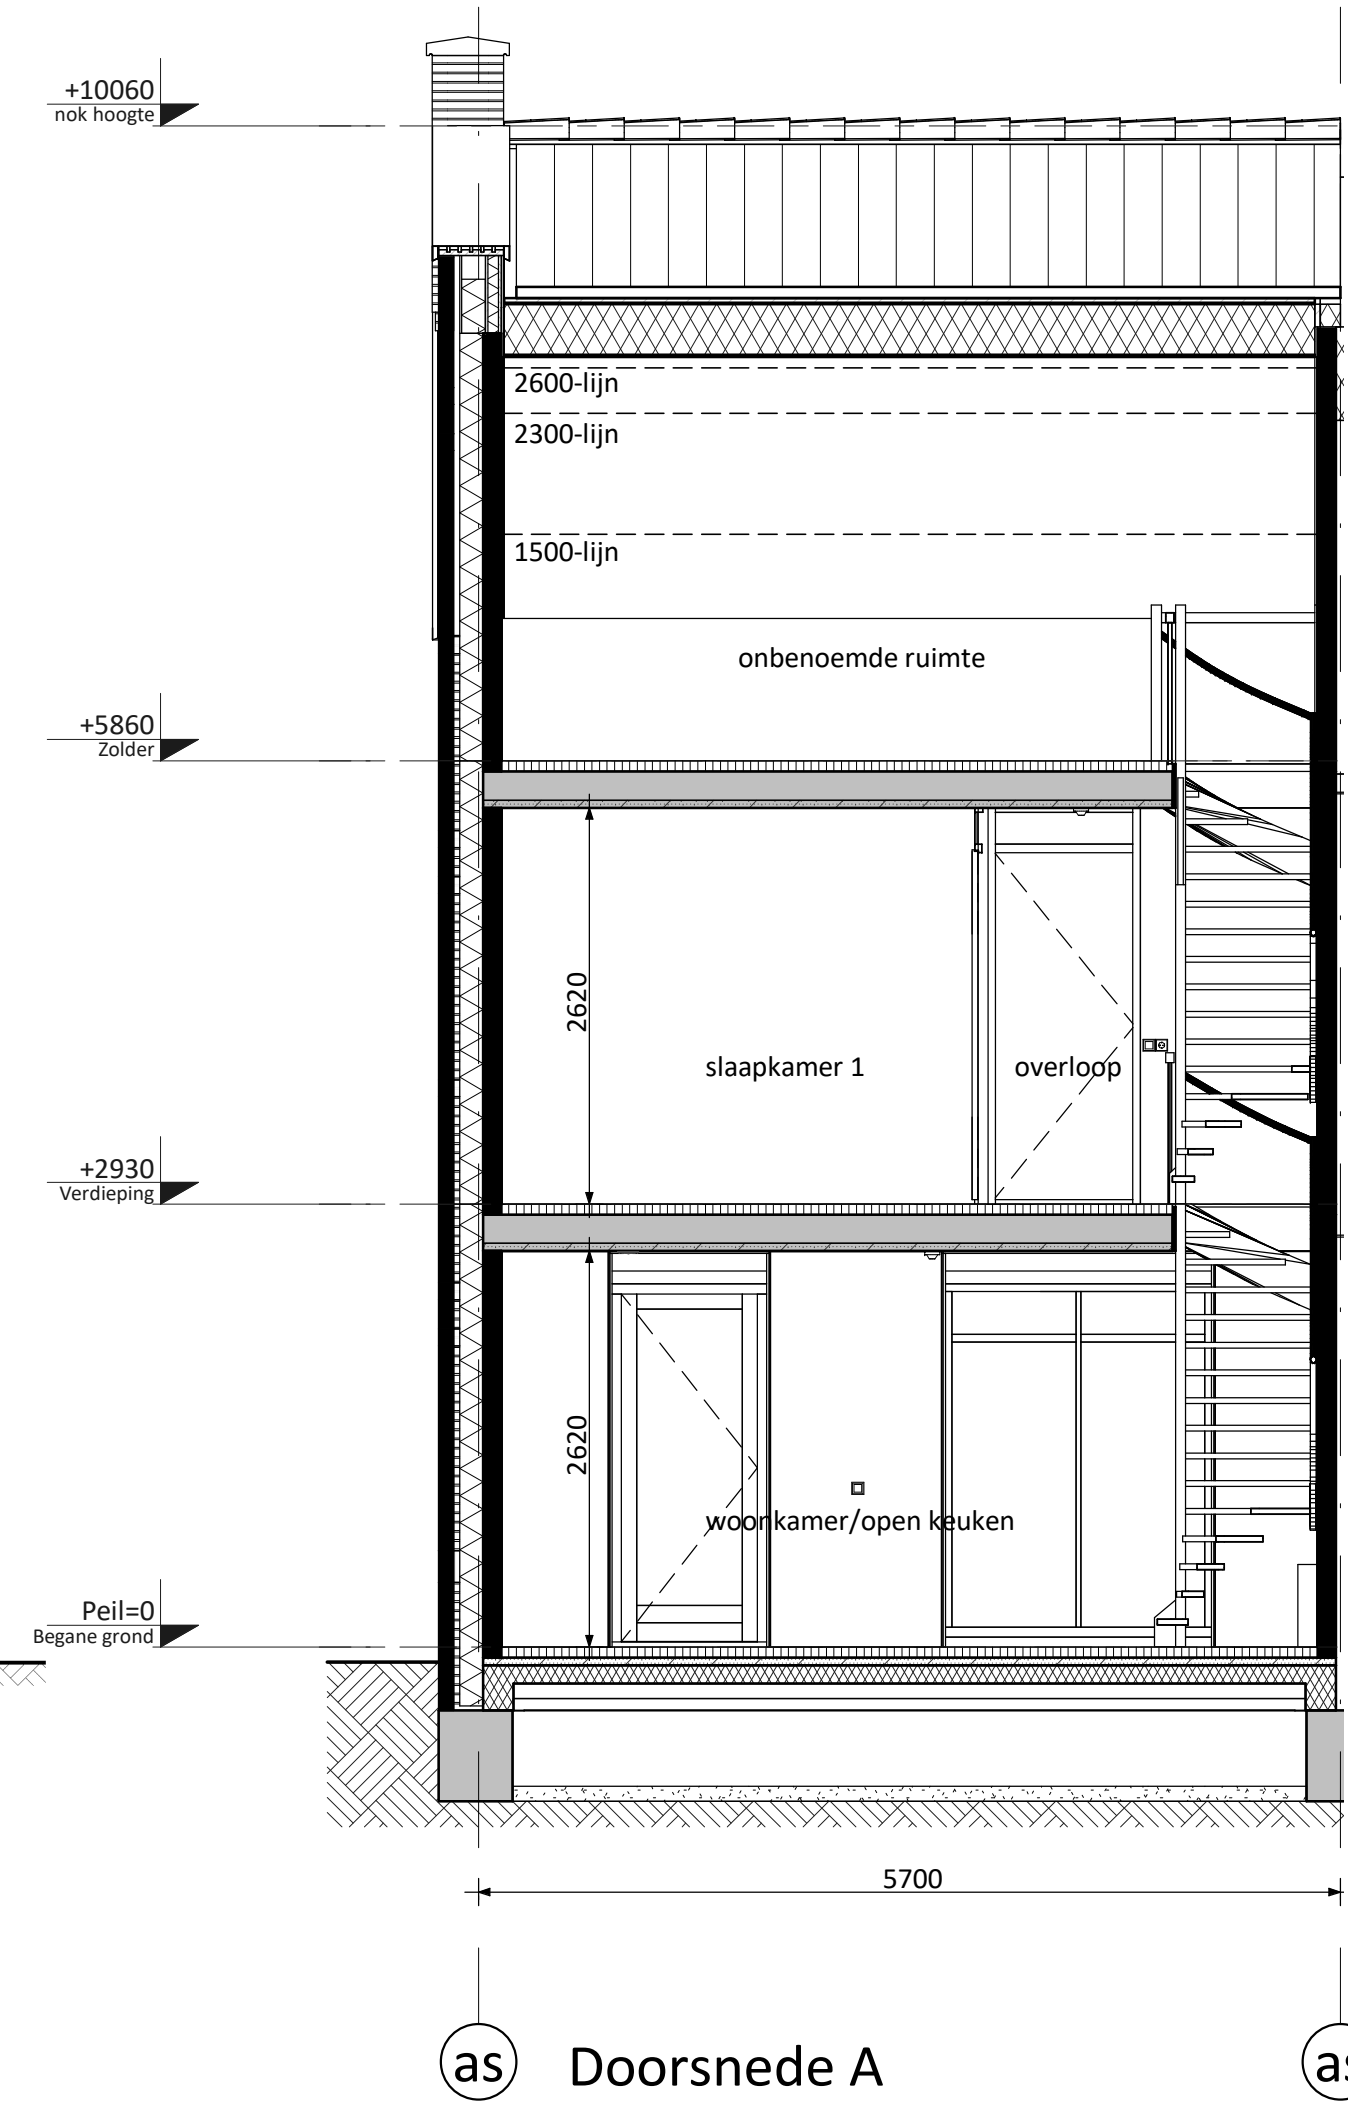 +10060
nok hoogte
2600-lijn
2300-lijn
1500-lijn
onbenoemde ruimte
+5860
Zolder
2620
slaapkamer 1
overloop
+2930
Verdieping
2620
woonkamer/open keuken
Peil=0
Begane grond
5700
as
Doorsnede A
as